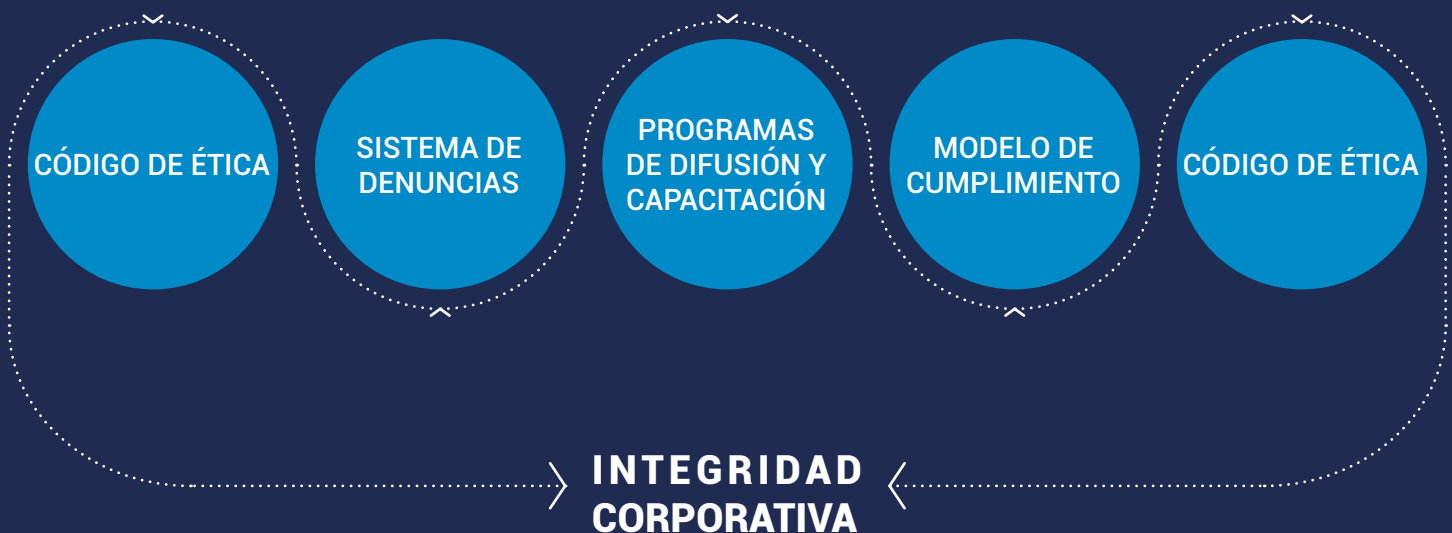 CÓDIGO DE ÉTICA
SISTEMA DE
DENUNCIAS
PROGRAMAS
DE DIFUSIÓN Y
CAPACITACIÓN
MODELO DE
CUMPLIMIENTO
CÓDIGO DE ÉTICA
INTEGRIDAD
CORPORATIVA